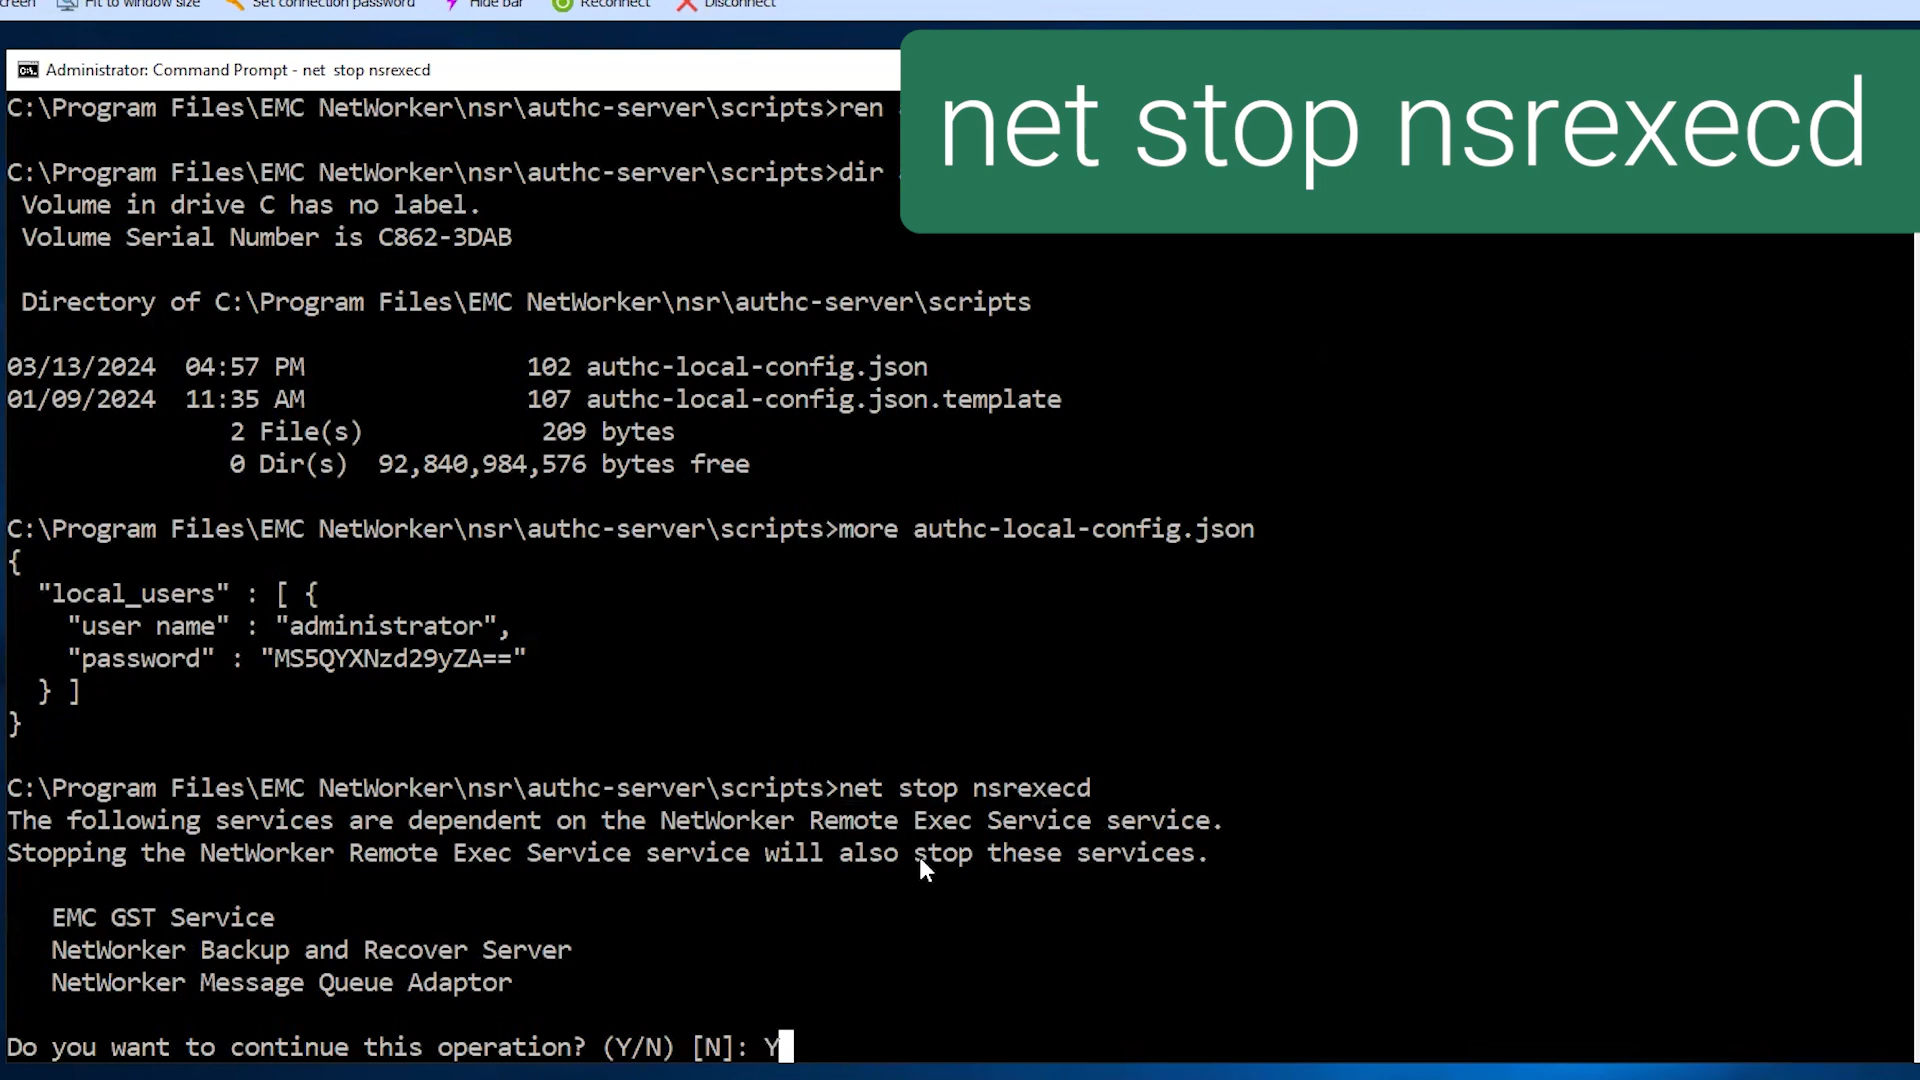 creen Fit to window size Set connection password Hide bar Reconnect Disconnect
Administrator: Command Prompt - net  stop nsrexecd
net stop nsrexecd
C:\Program Files\EMC NetWorker\nsr\authc-server\scripts>ren
C:\Program Files\EMC NetWorker\nsr\authc-server\scripts>dir
Volume in drive C has no label.
Volume Serial Number is C862-3DAB
Directory of C:\Program Files\EMC NetWorker\nsr\authc-server\scripts
03/13/2024  04:57 PM               102 authc-local-config.json
01/09/2024  11:35 AM               107 authc-local-config.json.template
2 File(s)            209 bytes
0 Dir(s)  92,840,984,576 bytes free
C:\Program Files\EMC NetWorker\nsr\authc-server\scripts>more authc-local-config.json
{
"local_users" : [ {
"user name" : "administrator",
"password" : "MS5QYXNzd29yZA=="
} ]
}
C:\Program Files\EMC NetWorker\nsr\authc-server\scripts>net stop nsrexecd
The following services are dependent on the NetWorker Remote Exec Service service.
Stopping the NetWorker Remote Exec Service service will also stop these services.
EMC GST Service
NetWorker Backup and Recover Server
NetWorker Message Queue Adaptor
Do you want to continue this operation? (Y/N) [N]: Y